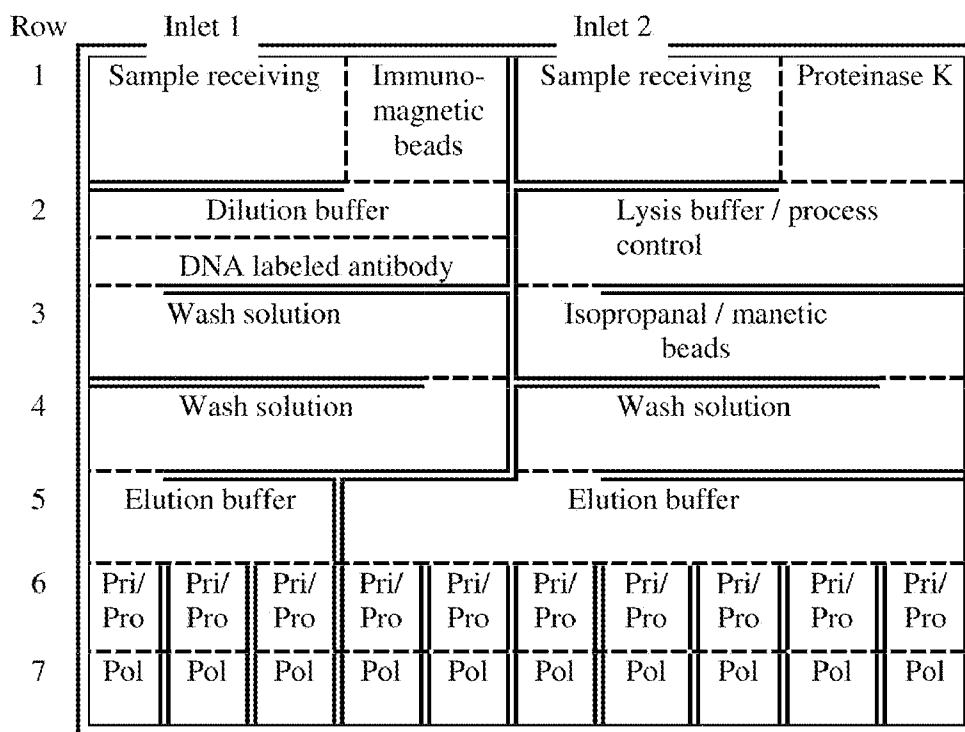 Row Inlet 1 Inlet 2
1 Sample receiving Immuno- Sample receiving Proteinase K
magnetic
beads
2 Dilution buffer Lysis buffer / process
control
DNA labeled antibody
3 Wash solution Isopropanal / manetic
beads
4 Wash solution Wash solution
5 Elution buffer Elution buffer
6 Pri/ Pri/ Pri/ Pri/ Pri/ Pri/ Pri/ Pri/ Pri/ Pri/
Pro Pro Pro Pro Pro Pro Pro Pro Pro Pro
7 Pol Pol Pol Pol Pol Pol Pol Pol Pol Pol